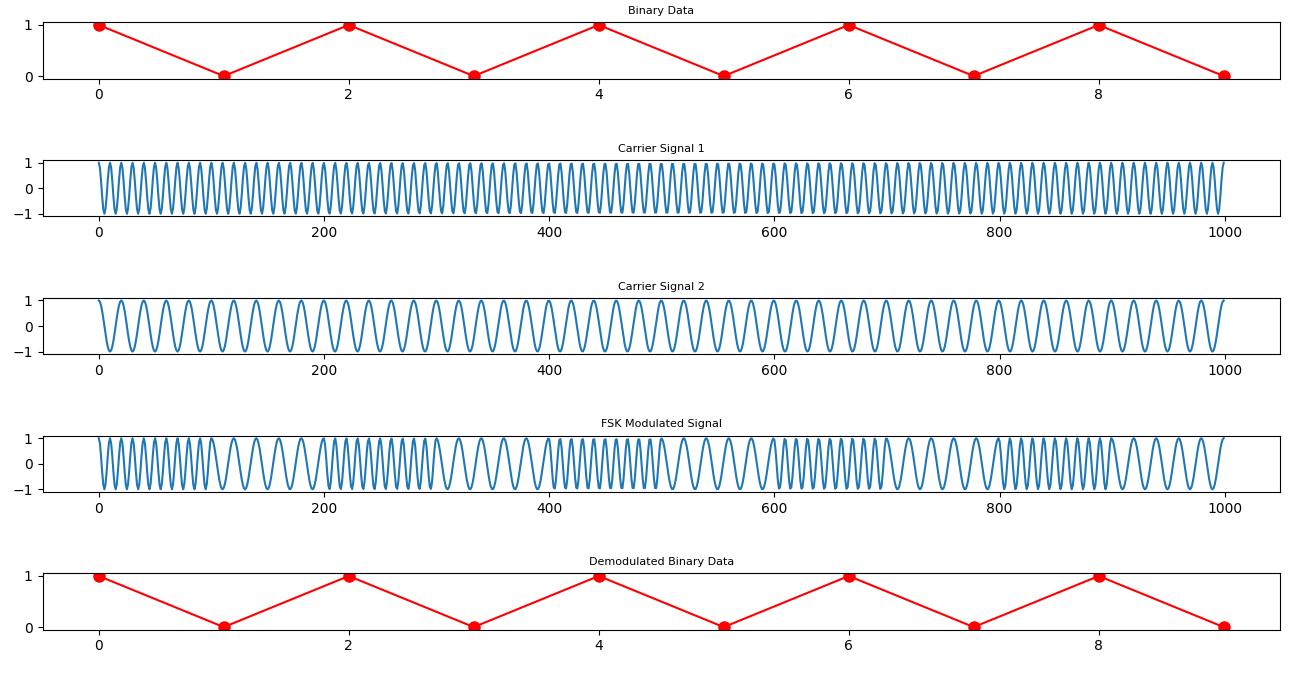 Binary Data
1
0
0 2 4 6 8
Carrier Signal 1
1
0
−1
0 200 400 600 800 1000
Carrier Signal 2
1
0
−1
0 200 400 600 800 1000
FSK Modulated Signal
1
0
−1
0 200 400 600 800 1000
Demodulated Binary Data
1
0
0 2 4 6 8